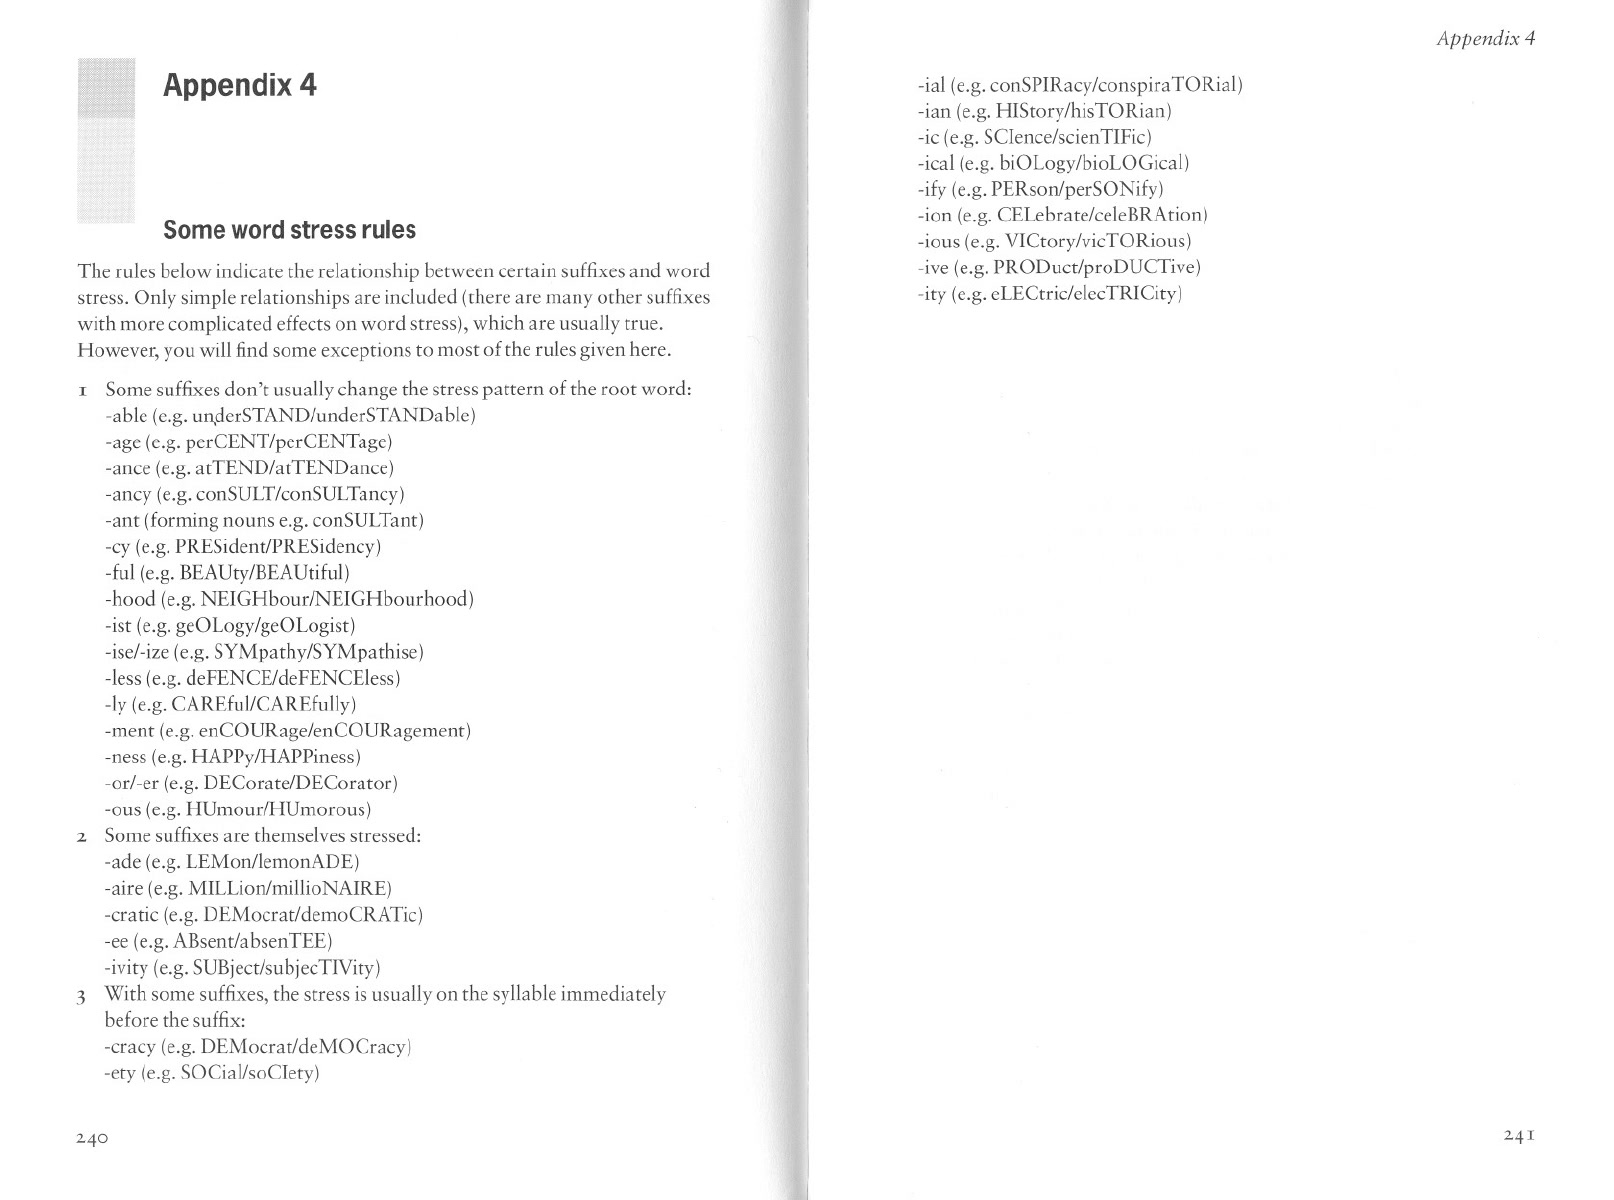 Appendix 4
Some word stress rules
The rules below indicate the relationship between certain suffixes and word
stress. Only simple relationships are included (there are many other suffixes
with more complicated effects on word stress), which are usually true.
However, you will find some exceptions to most of the rules given here.
1 Some suffixes don't usually change the stress pattern of the root word:
-able (e.g. underSTAND/underSTANDable)
-age (e.g. perCENT/perCENTage)
-ance (e.g. atTEND/atTENDance)
-ancy (e.g. conSULT/conSULTancy)
-ant (forming nouns e.g. conSULTant)
-cy (e.g. PRESident/PRESidency)
-ful (e.g. BEAUty/BEAUtiful)
-hood (e.g. NEIGHbour/NEIGHbourhood)
-ist (e.g. geOLogy/geOLogist)
-ise/-ize (e.g. SYMpathy/SYMpathise)
-less (e.g. deFENCE/deFENCEless)
-ly (e.g. CAREful/CAREfully)
-ment (e.g. enCOURage/enCOURagement)
-ness (e.g. HAPPy/HAPPiness)
-or/-er (e.g. DECorate/DECorator)
-ous (e.g. HUmour/HUmorous)
2 Some suffixes are themselves stressed:
-ade (e.g. LEMon/lemonADE)
-aire (e.g. MILLion/millioNAIRE)
-cratic (e.g. DEMocrat/demoCRATic)
-ee (e.g. ABsent/absenTEE)
-ivity (e.g. SUBject/subjecTIVity)
3 With some suffixes, the stress is usually on the syllable immediately
before the suffix:
-cracy (e.g. DEMocrat/deMOCracy)
-ety (e.g. SOCial/soCIety)
240
Appendix 4
-ial (e.g. conSPIRacy/conspiraTORial)
-ian (e.g. HIStory/hisTORian)
-ic (e.g. SCIence/scienTIFic)
-ical (e.g. biOLogy/bioLOGical)
-ify (e.g. PERson/perSONify)
-ion (e.g. CELebrate/celeBRAtion)
-ious (e.g. VICtory/vicTORious)
-ive (e.g. PRODuct/proDUCTive)
-ity (e.g. eLECtric/elecTRICity)
241